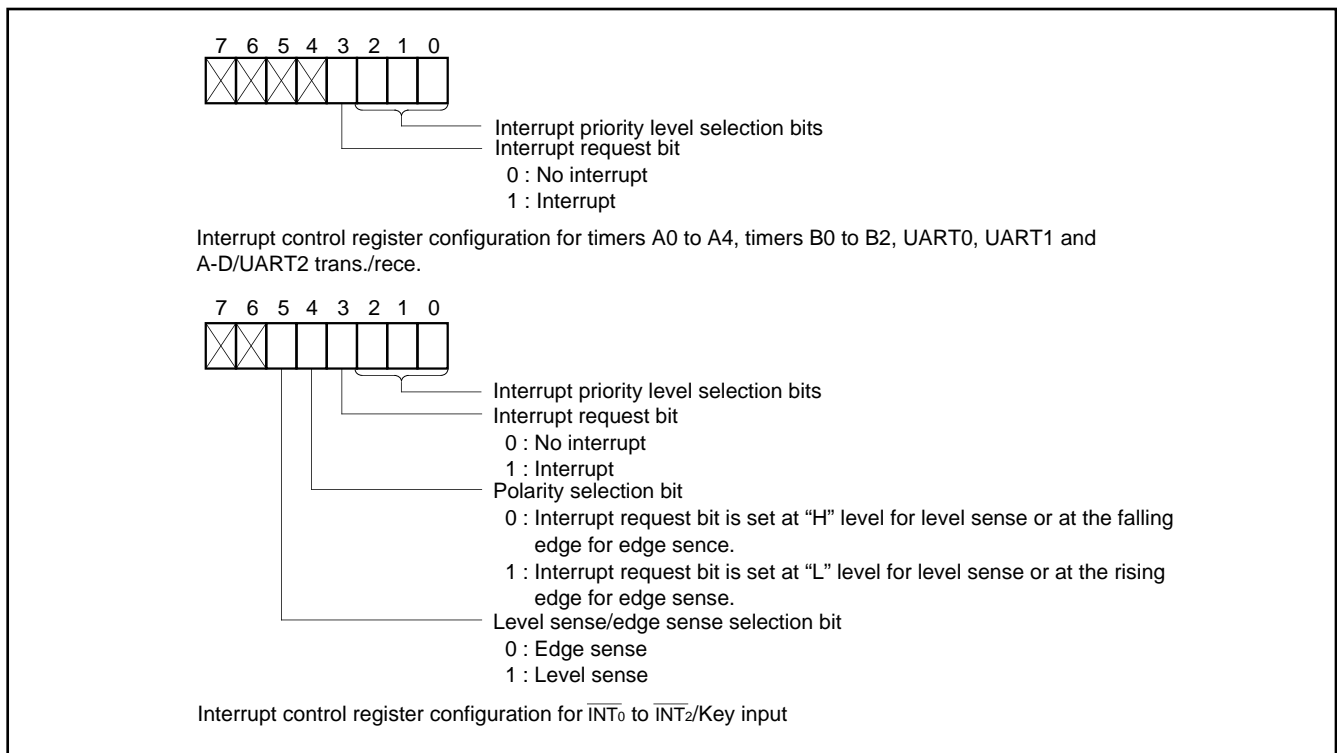 7 6 5 4 3 2 1 0
Interrupt priority level selection bits
Interrupt request bit
0 : No interrupt
1 : Interrupt
Interrupt control register configuration for timers A0 to A4, timers B0 to B2, UART0, UART1 and
A-D/UART2 trans./rece.
7 6 5 4 3 2 1 0
Interrupt priority level selection bits
Interrupt request bit
0 : No interrupt
1 : Interrupt
Polarity selection bit
0 : Interrupt request bit is set at “H” level for level sense or at the falling
edge for edge sence.
1 : Interrupt request bit is set at “L” level for level sense or at the rising
edge for edge sense.
Level sense/edge sense selection bit
0 : Edge sense
1 : Level sense
Interrupt control register configuration for I̅N̅T̅₀ to I̅N̅T̅₂/Key input